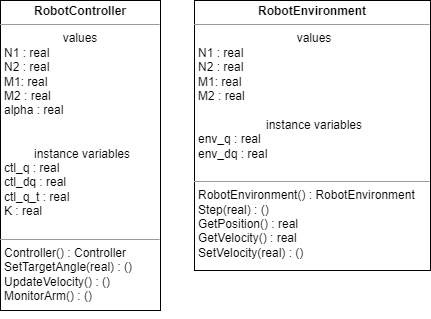 RobotController
values
N1 : real
N2 : real
M1: real
M2 : real
alpha : real
instance variables
ctl_q : real
ctl_dq : real
ctl_q_t : real
K : real
Controller() : Controller
SetTargetAngle(real) : ()
UpdateVelocity() : ()
MonitorArm() : ()
RobotEnvironment
values
N1 : real
N2 : real
M1: real
M2 : real
instance variables
env_q : real
env_dq : real
RobotEnvironment() : RobotEnvironment
Step(real) : ()
GetPosition() : real
GetVelocity() : real
SetVelocity(real) : ()